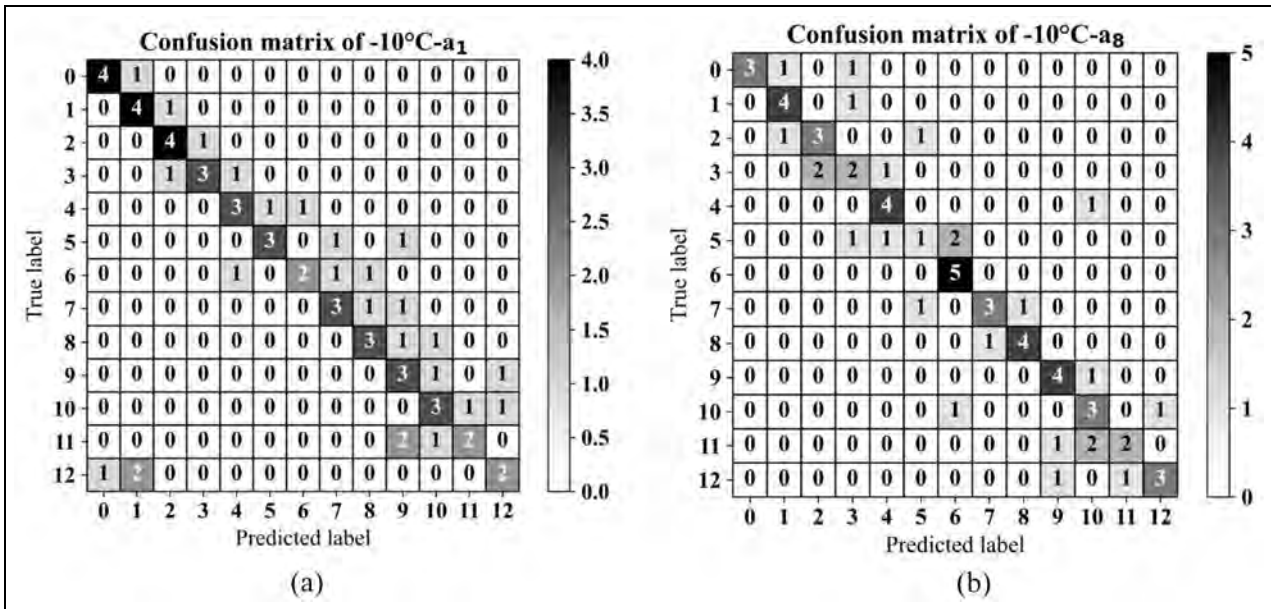 Confusion matrix of -10°C-a₁
0 4 1 0 0 0 0 0 0 0 0 0 0 0
1 0 4 1 0 0 0 0 0 0 0 0 0 0
2 0 0 4 1 0 0 0 0 0 0 0 0 0
3 0 0 1 3 1 0 0 0 0 0 0 0 0
4 0 0 0 0 3 1 1 0 0 0 0 0 0
5 0 0 0 0 0 3 0 1 0 1 0 0 0
6 0 0 0 0 1 0 2 1 1 0 0 0 0
7 0 0 0 0 0 0 0 3 1 1 0 0 0
8 0 0 0 0 0 0 0 0 3 1 1 0 0
9 0 0 0 0 0 0 0 0 0 3 1 0 1
10 0 0 0 0 0 0 0 0 0 0 3 1 1
11 0 0 0 0 0 0 0 0 0 2 1 2 0
12 1 2 0 0 0 0 0 0 0 0 0 0 2
0 1 2 3 4 5 6 7 8 9 10 11 12
True label
Predicted label
4.0
3.5
3.0
2.5
2.0
1.5
1.0
0.5
0.0
(a)
Confusion matrix of -10°C-a₈
0 3 1 0 1 0 0 0 0 0 0 0 0 0
1 0 4 0 1 0 0 0 0 0 0 0 0 0
2 0 1 3 0 0 1 0 0 0 0 0 0 0
3 0 0 2 2 1 0 0 0 0 0 0 0 0
4 0 0 0 0 4 0 0 0 0 0 1 0 0
5 0 0 0 1 1 1 2 0 0 0 0 0 0
6 0 0 0 0 0 0 5 0 0 0 0 0 0
7 0 0 0 0 0 1 0 3 1 0 0 0 0
8 0 0 0 0 0 0 0 1 4 0 0 0 0
9 0 0 0 0 0 0 0 0 0 4 1 0 0
10 0 0 0 0 0 0 1 0 0 0 3 0 1
11 0 0 0 0 0 0 0 0 0 1 2 2 0
12 0 0 0 0 0 0 0 0 0 1 0 1 3
0 1 2 3 4 5 6 7 8 9 10 11 12
True label
Predicted label
5
4
3
2
1
0
(b)